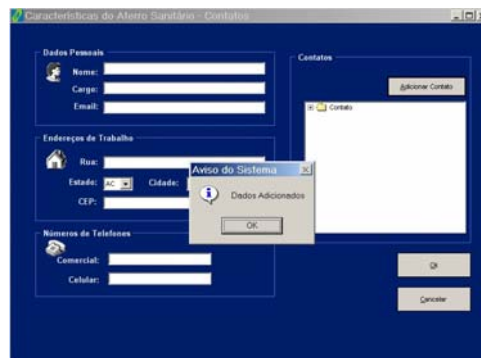 Características do Aterro Sanitário - Contatos
Dados Pessoais
Nome:
Cargo:
Email:
Endereços de Trabalho
Rua:
Estado: AC Cidade:
CEP:
Números de Telefones
Comercial:
Celular:
Contatos
Adicionar Contato
Contato
Aviso do Sistema
Dados Adicionados
OK
Ok
Cancelar